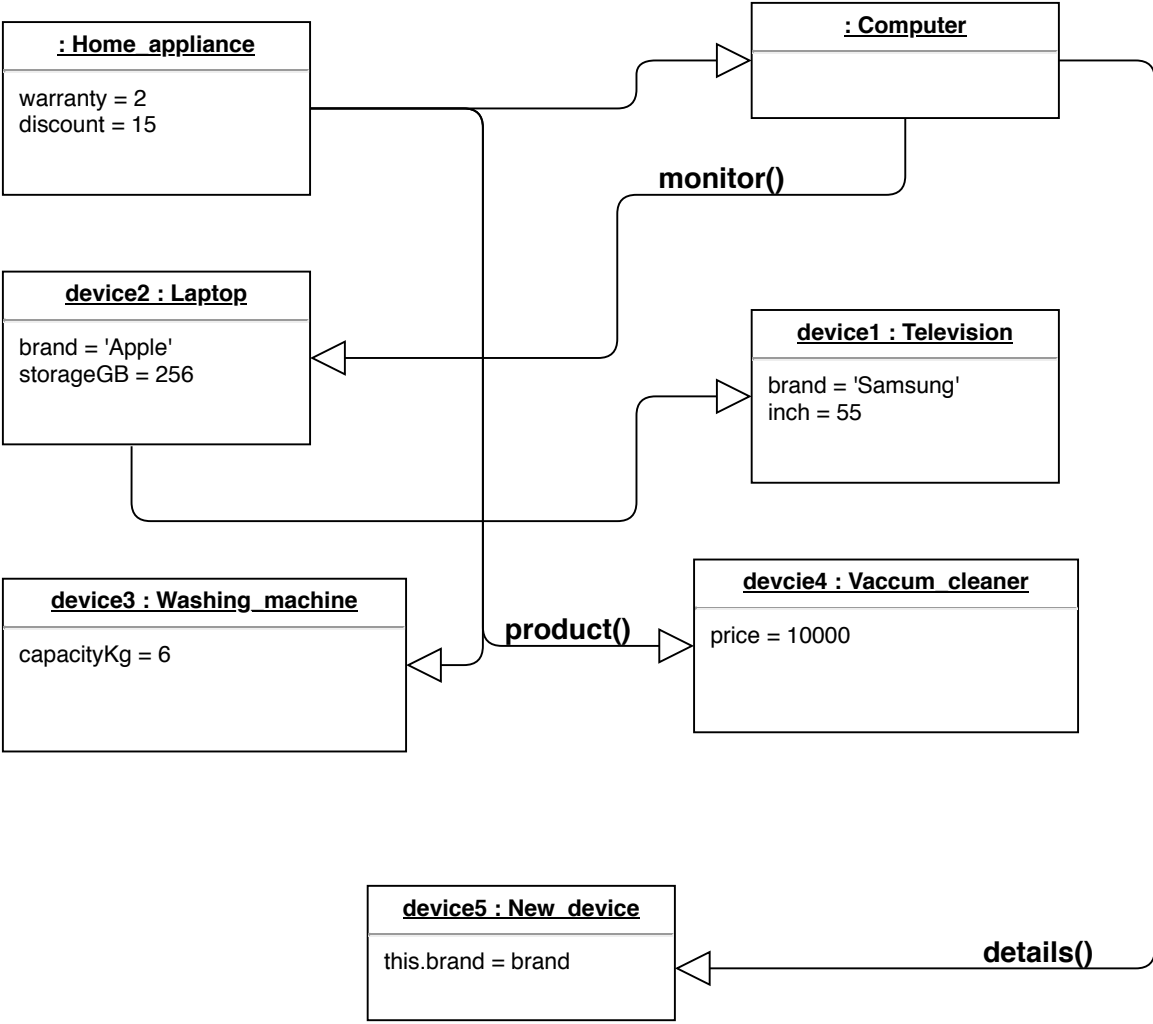 : Home_appliance
warranty = 2
discount = 15
: Computer
monitor()
device2 : Laptop
brand = 'Apple'
storageGB = 256
device1 : Television
brand = 'Samsung'
inch = 55
device3 : Washing_machine
capacityKg = 6
product()
devcie4 : Vaccum_cleaner
price = 10000
device5 : New_device
this.brand = brand
details()